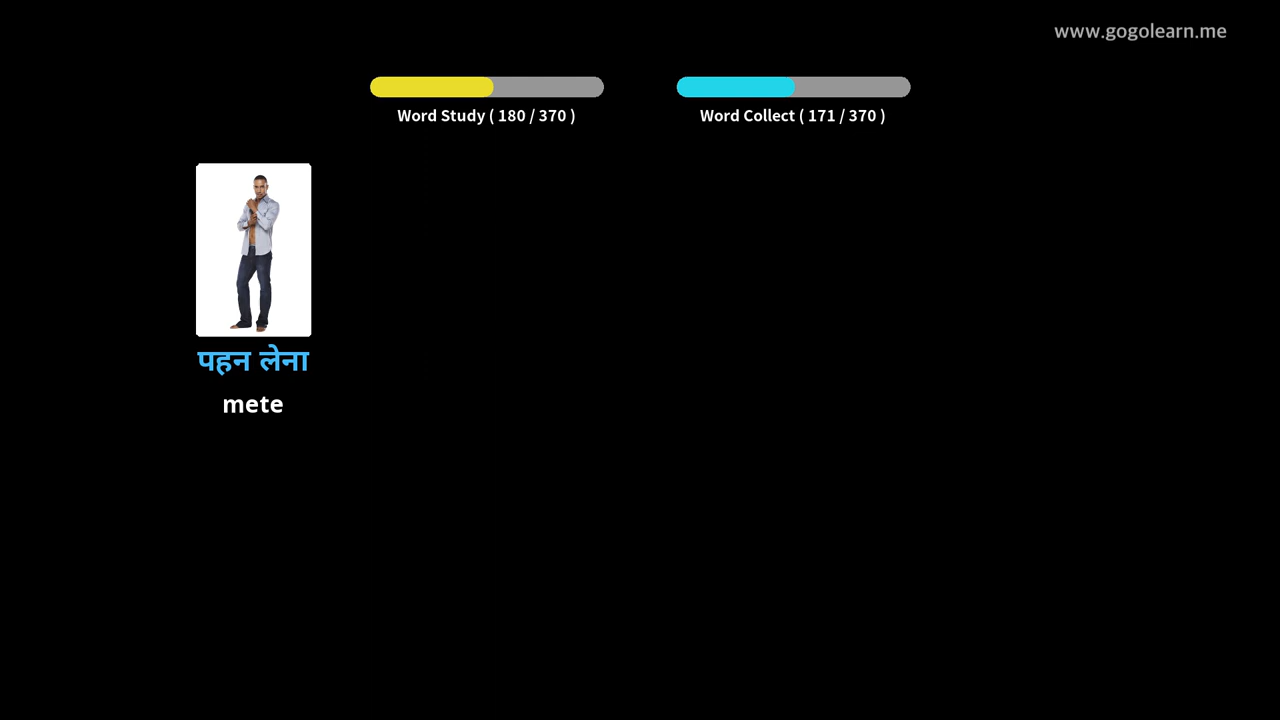 www.gogolearn.me
Word Study ( 180 / 370 )
Word Collect ( 171 / 370 )
पहन लेना
mete